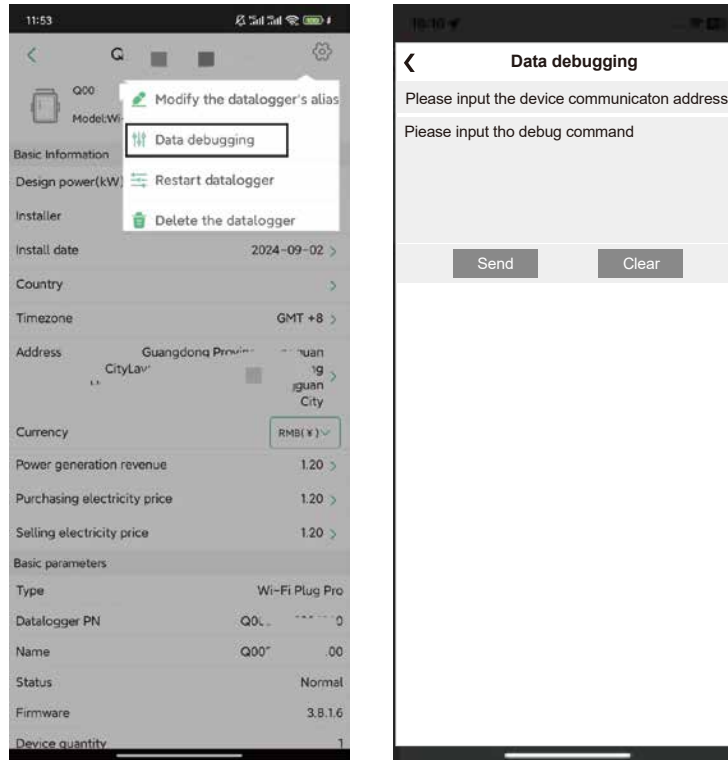 11:53
Q
Q00
Model:Wi-
Modify the datalogger's alias
Data debugging
Restart datalogger
Delete the datalogger
Basic Information
Design power(kW)
Installer
Install date 2024-09-02
Country
Timezone GMT +8
Address Guangdong
City
City
Currency RMB(¥)
Power generation revenue 1.20
Purchasing electricity price 1.20
Selling electricity price 1.20
Basic parameters
Type Wi-Fi Plug Pro
Datalogger PN
Name Q00 .00
Status Normal
Firmware 3.8.1.6
Device quantity 1
Data debugging
Please input the device communicaton address
Piease input tho debug command
Send Clear